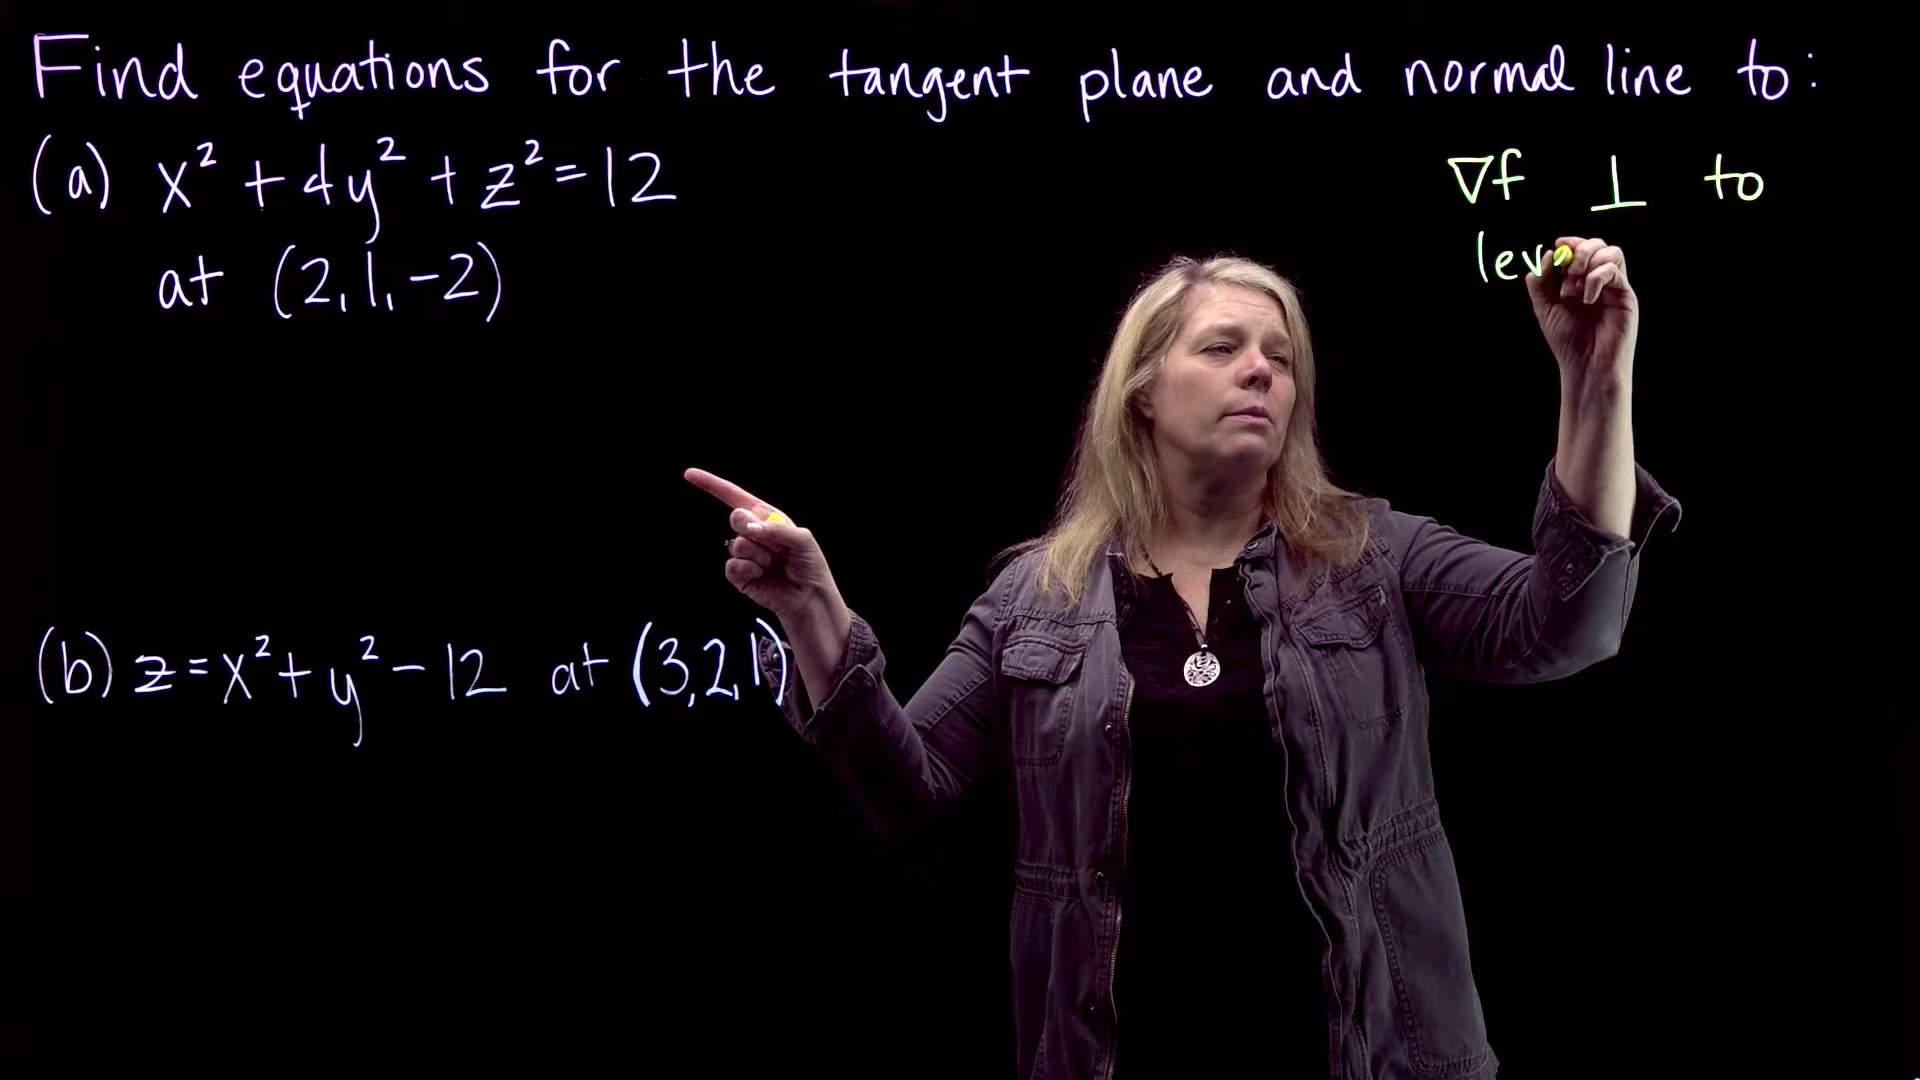 Find equations for the tangent plane and normal line to:
(a) x² + 4y² + z² = 12
at (2, 1, -2)
∇f ⊥ to
lev
(b) z = x² + y² - 12 at (3, 2, 1)